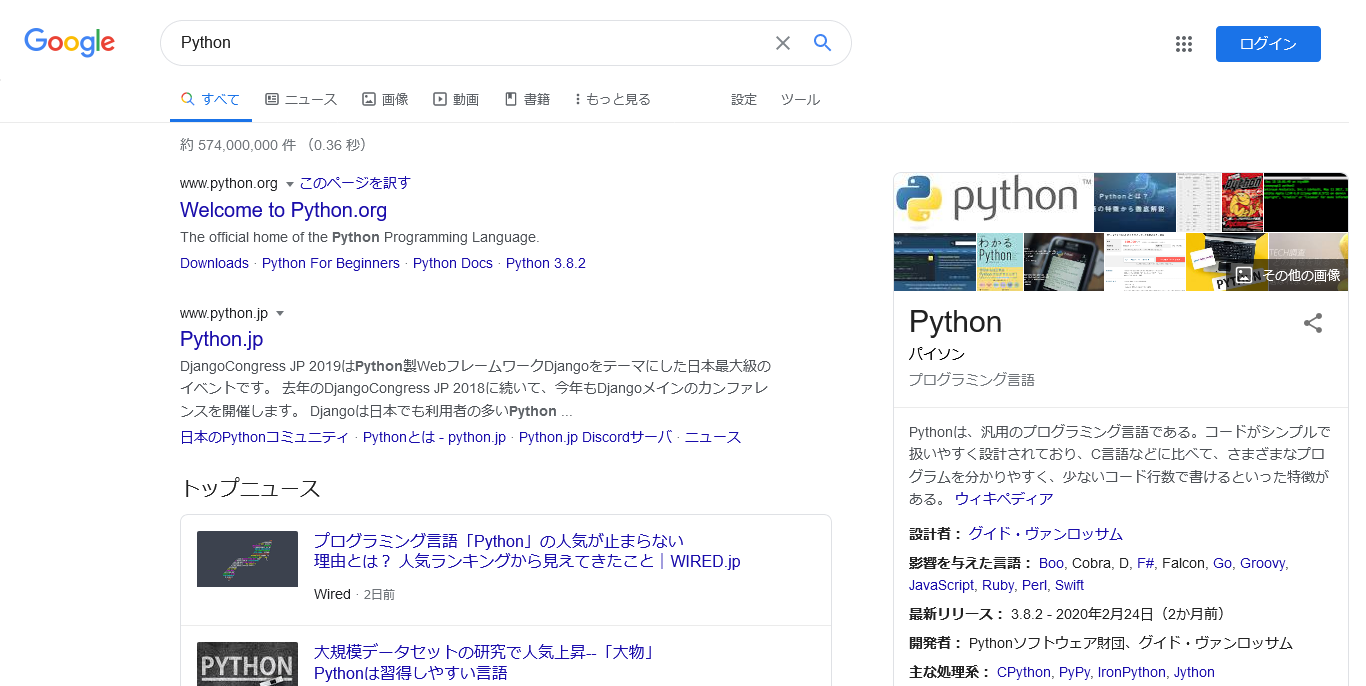 Google
Python
ログイン
すべて ニュース 画像 動画 書籍 もっと見る 設定 ツール
約 574,000,000 件 （0.36 秒）
www.python.org ▾ このページを訳す
Welcome to Python.org
The official home of the Python Programming Language.
Downloads · Python For Beginners · Python Docs · Python 3.8.2
www.python.jp ▾
Python.jp
DjangoCongress JP 2019はPython製WebフレームワークDjangoをテーマにした日本最大級の
イベントです。 去年のDjangoCongress JP 2018に続いて、今年もDjangoメインのカンファレ
ンスを開催します。 Djangoは日本でも利用者の多いPython ...
日本のPythonコミュニティ · Pythonとは - python.jp · Python.jp Discordサーバ · ニュース
トップニュース
プログラミング言語「Python」の人気が止まらない
理由とは？ 人気ランキングから見えてきたこと｜WIRED.jp
Wired · 2日前
PYTHON
大規模データセットの研究で人気上昇--「大物」
Pythonは習得しやすい言語
python™
Pythonとは？
の特徴から徹底解説
わかる
Python
PYTHON
その他の画像
Python
パイソン
プログラミング言語
Pythonは、汎用のプログラミング言語である。コードがシンプルで
扱いやすく設計されており、C言語などに比べて、さまざまなプロ
グラムを分かりやすく、少ないコード行数で書けるといった特徴が
ある。 ウィキペディア
設計者： グイド・ヴァンロッサム
影響を与えた言語： Boo, Cobra, D, F#, Falcon, Go, Groovy,
JavaScript, Ruby, Perl, Swift
最新リリース： 3.8.2 - 2020年2月24日（2か月前）
開発者： Pythonソフトウェア財団、グイド・ヴァンロッサム
主な処理系： CPython, PyPy, IronPython, Jython